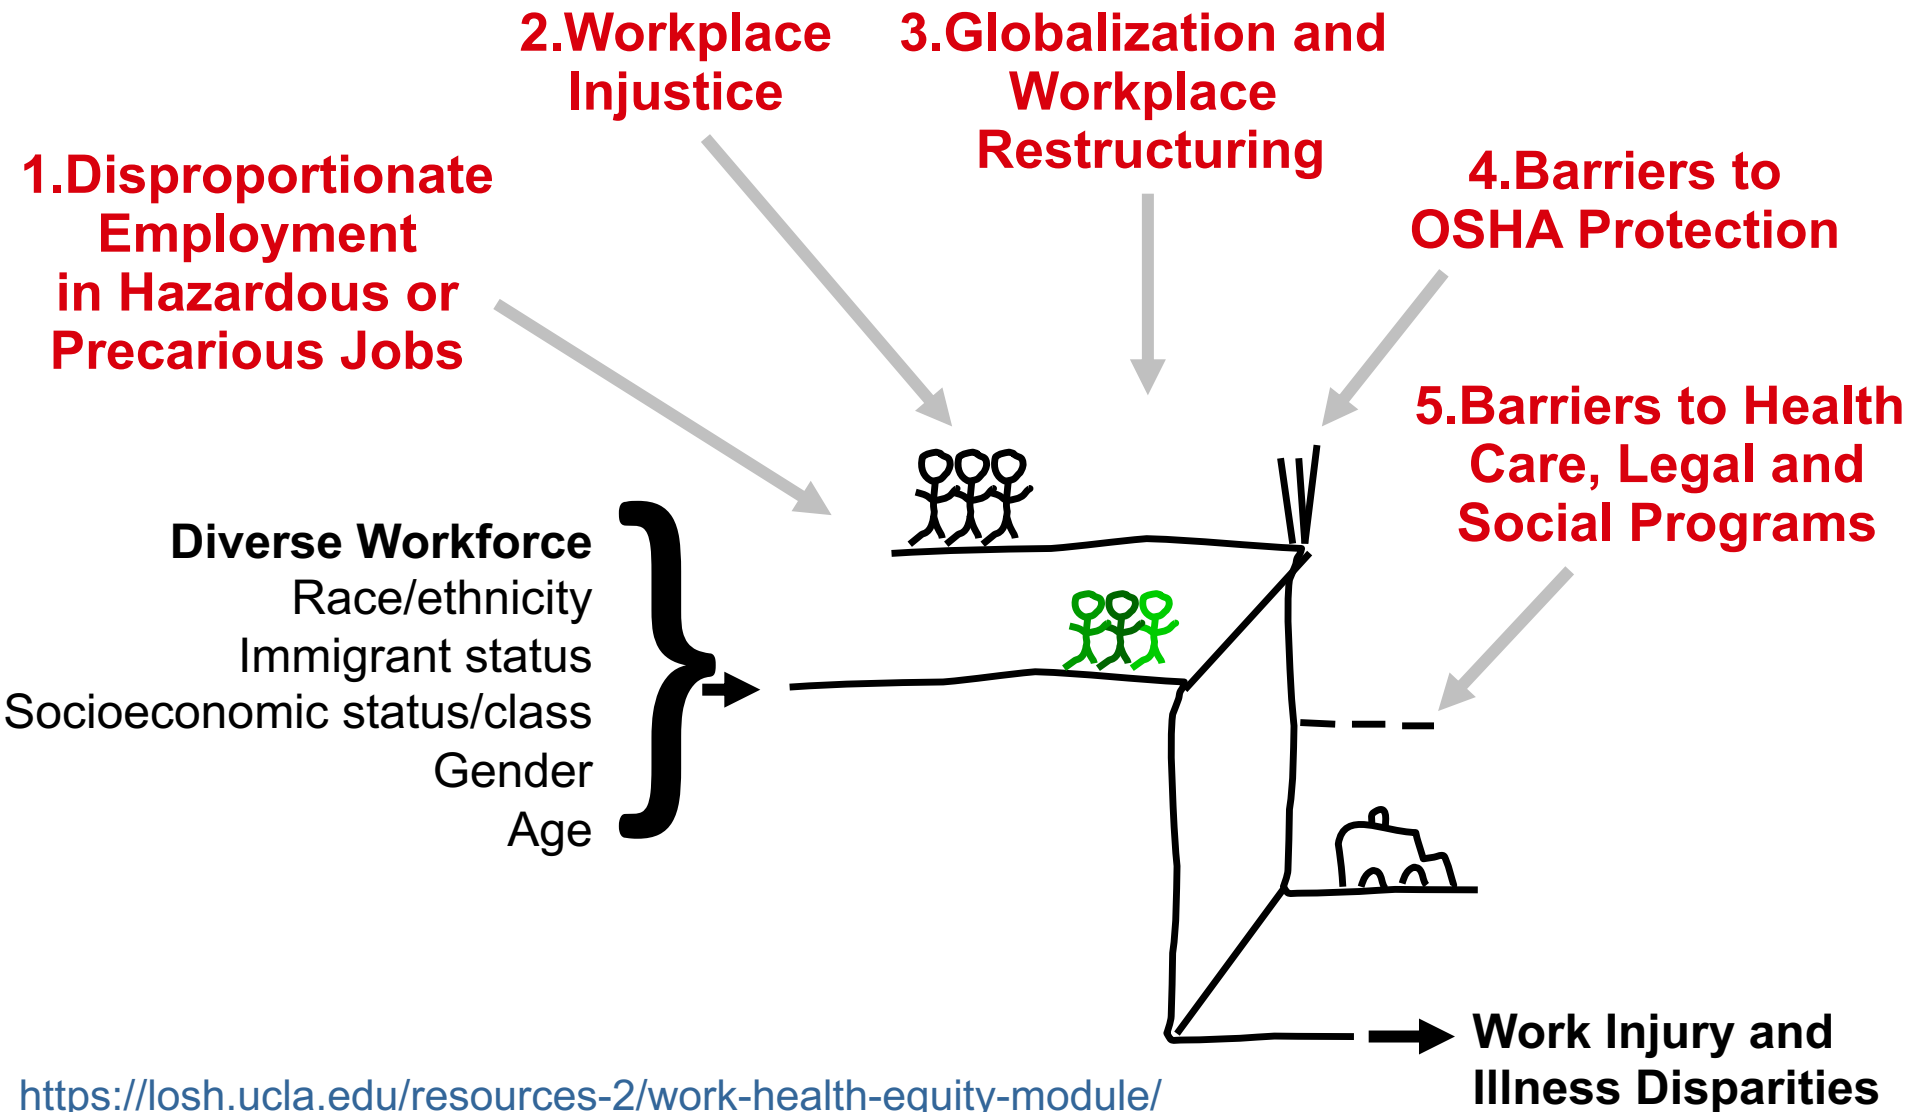 2.Workplace
Injustice
3.Globalization and
Workplace
Restructuring
1.Disproportionate
Employment
in Hazardous or
Precarious Jobs
4.Barriers to
OSHA Protection
5.Barriers to Health
Care, Legal and
Social Programs
Diverse Workforce
Race/ethnicity
Immigrant status
Socioeconomic status/class
Gender
Age
Work Injury and
Illness Disparities
https://losh.ucla.edu/resources-2/work-health-equity-module/